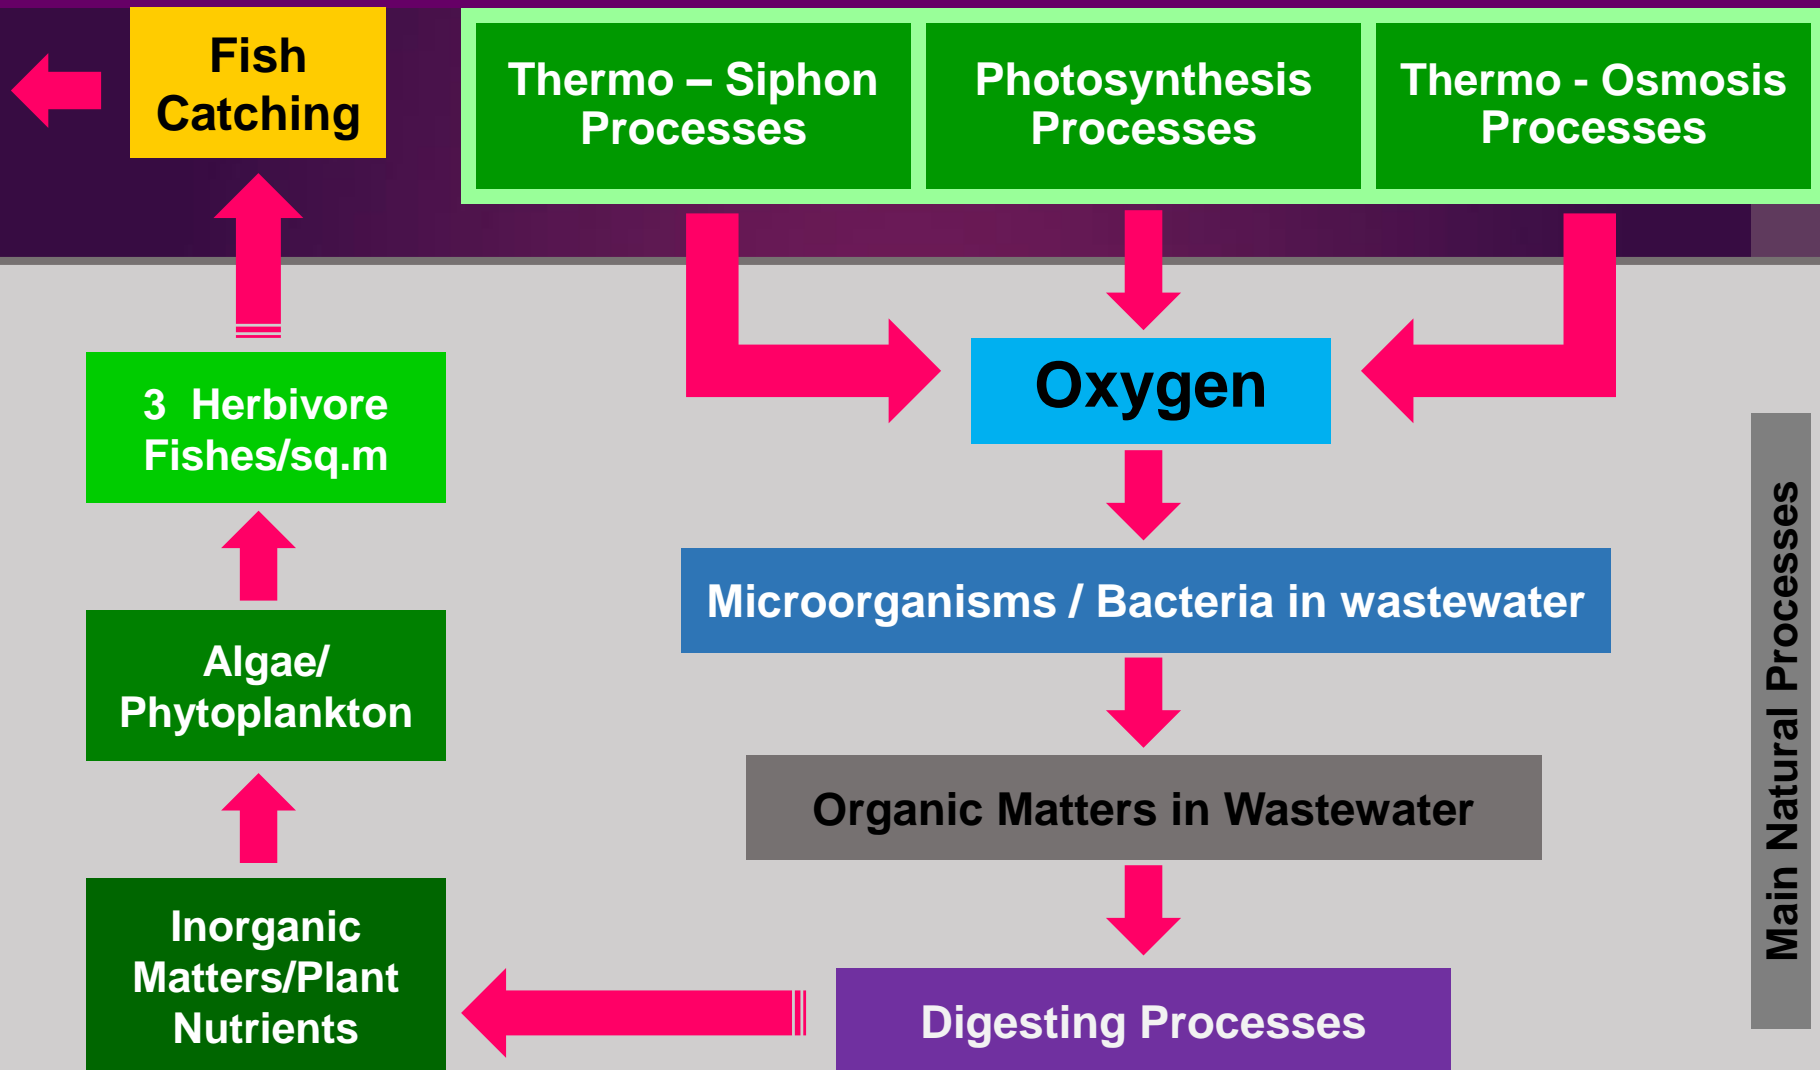 Fish
Catching
Thermo – Siphon
Processes
Photosynthesis
Processes
Thermo - Osmosis
Processes
Oxygen
3  Herbivore
Fishes/sq.m
Microorganisms / Bacteria in wastewater
Algae/
Phytoplankton
Organic Matters in Wastewater
Inorganic
Matters/Plant
Nutrients
Digesting Processes
Main Natural Processes